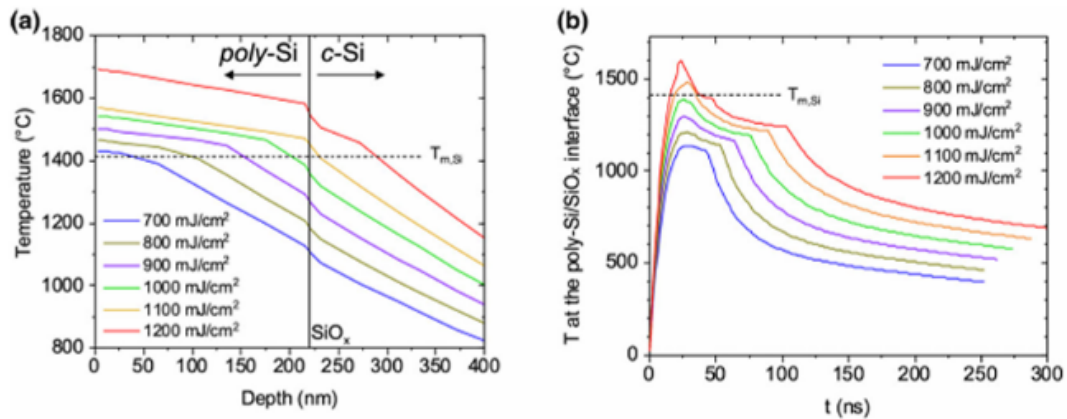 (a)
1800
1600
1400
1200
1000
800
Temperature (°C)
poly-Si
c-Si
T_{m,Si}
700 mJ/cm²
800 mJ/cm²
900 mJ/cm²
1000 mJ/cm²
1100 mJ/cm²
1200 mJ/cm²
SiO_x
0 50 100 150 200 250 300 350 400
Depth (nm)
(b)
1500
1000
500
0
T at the poly-Si/SiO_x interface (°C)
T_{m,Si}
700 mJ/cm²
800 mJ/cm²
900 mJ/cm²
1000 mJ/cm²
1100 mJ/cm²
1200 mJ/cm²
0 50 100 150 200 250 300
t (ns)